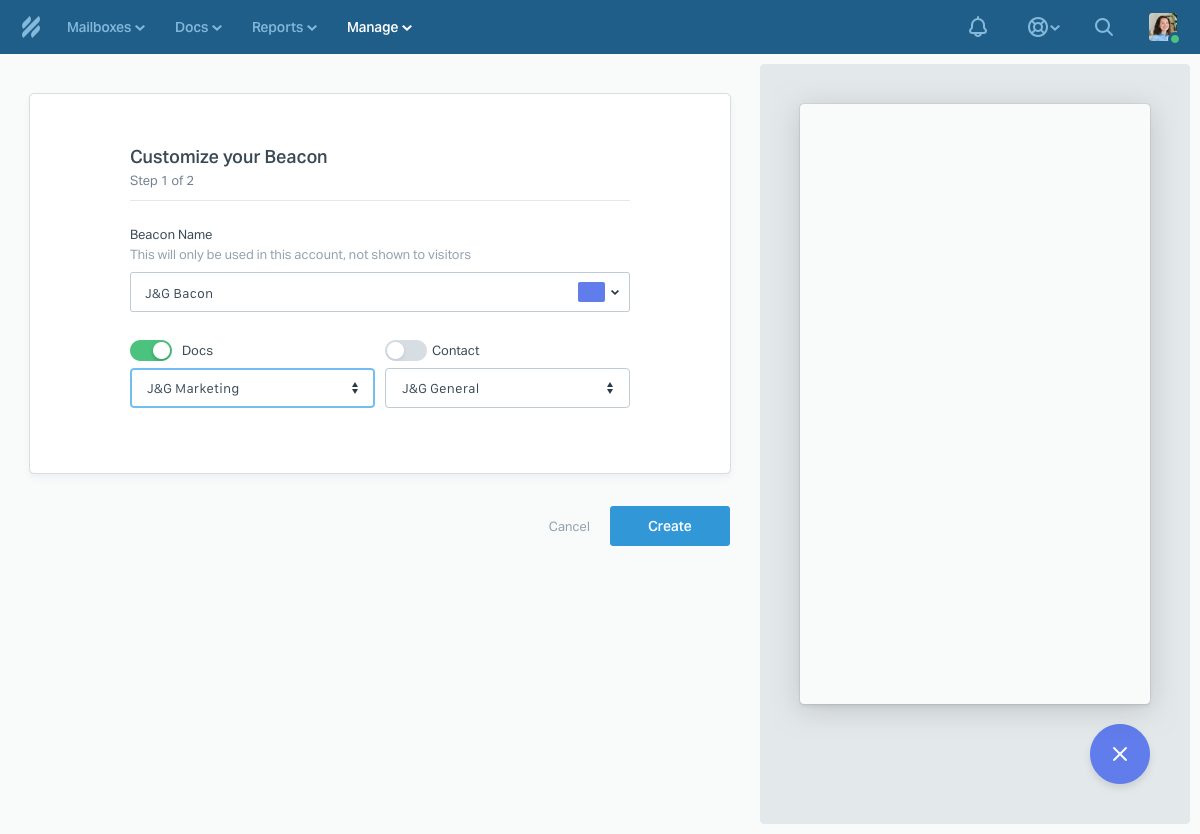 Mailboxes Docs Reports Manage
Customize your Beacon
Step 1 of 2
Beacon Name
This will only be used in this account, not shown to visitors
J&G Bacon
Docs Contact
J&G Marketing J&G General
Cancel Create